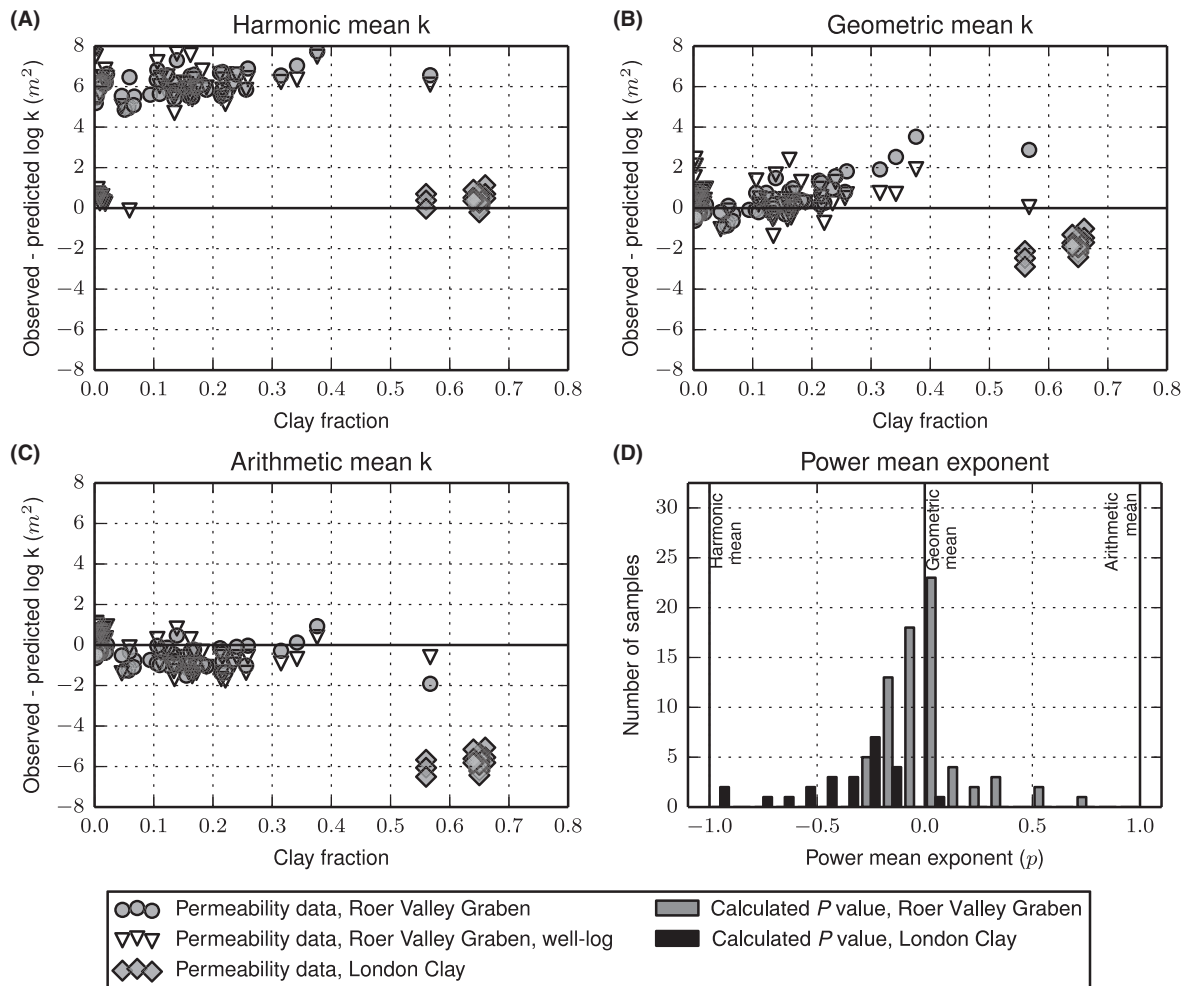 (A)
Harmonic mean k
Observed - predicted log k (m²)
8
6
4
2
0
−2
−4
−6
−8
0.0 0.1 0.2 0.3 0.4 0.5 0.6 0.7 0.8
Clay fraction
(B)
Geometric mean k
Observed - predicted log k (m²)
8
6
4
2
0
−2
−4
−6
−8
0.0 0.1 0.2 0.3 0.4 0.5 0.6 0.7 0.8
Clay fraction
(C)
Arithmetic mean k
Observed - predicted log k (m²)
8
6
4
2
0
−2
−4
−6
−8
0.0 0.1 0.2 0.3 0.4 0.5 0.6 0.7 0.8
Clay fraction
(D)
Power mean exponent
Number of samples
30
25
20
15
10
5
0
Harmonic
mean
Geometric
mean
Arithmetic
mean
−1.0 −0.5 0.0 0.5 1.0
Power mean exponent (p)
Permeability data, Roer Valley Graben
Permeability data, Roer Valley Graben, well-log
Permeability data, London Clay
Calculated P value, Roer Valley Graben
Calculated P value, London Clay